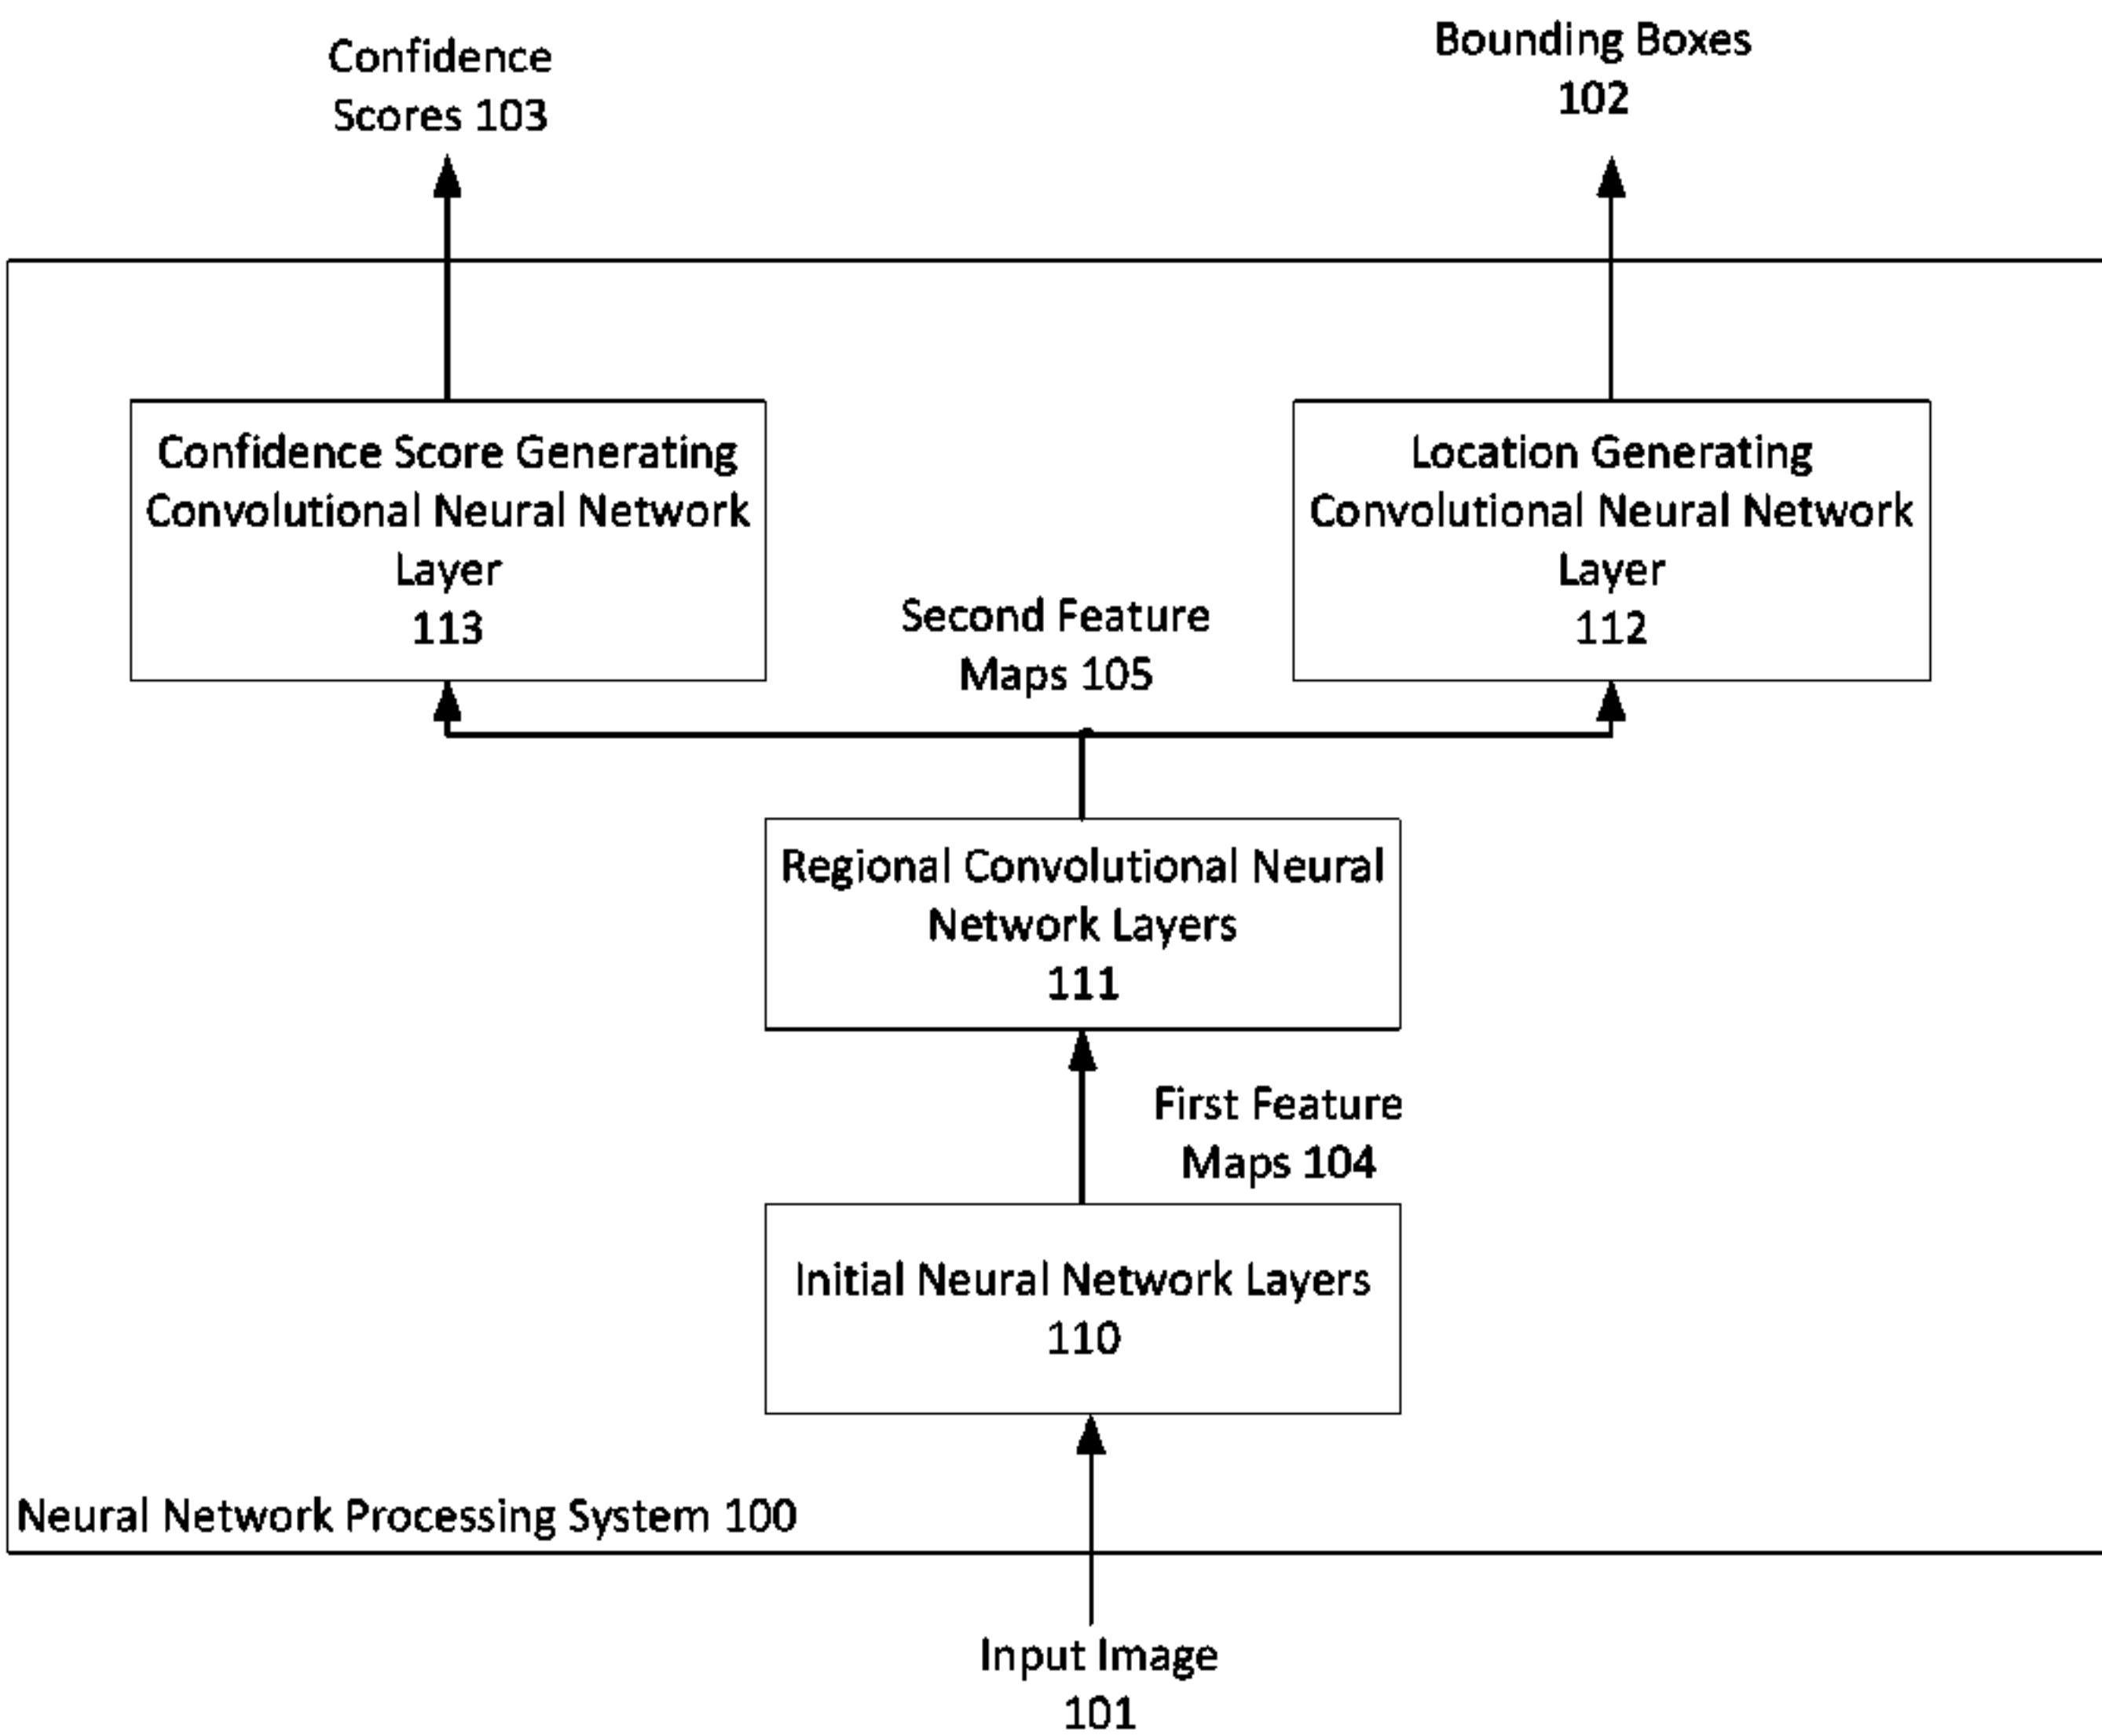 Confidence
Scores 103
Bounding Boxes
102
Confidence Score Generating
Convolutional Neural Network
Layer
113
Location Generating
Convolutional Neural Network
Layer
112
Second Feature
Maps 105
Regional Convolutional Neural
Network Layers
111
First Feature
Maps 104
Initial Neural Network Layers
110
Neural Network Processing System 100
Input Image
101